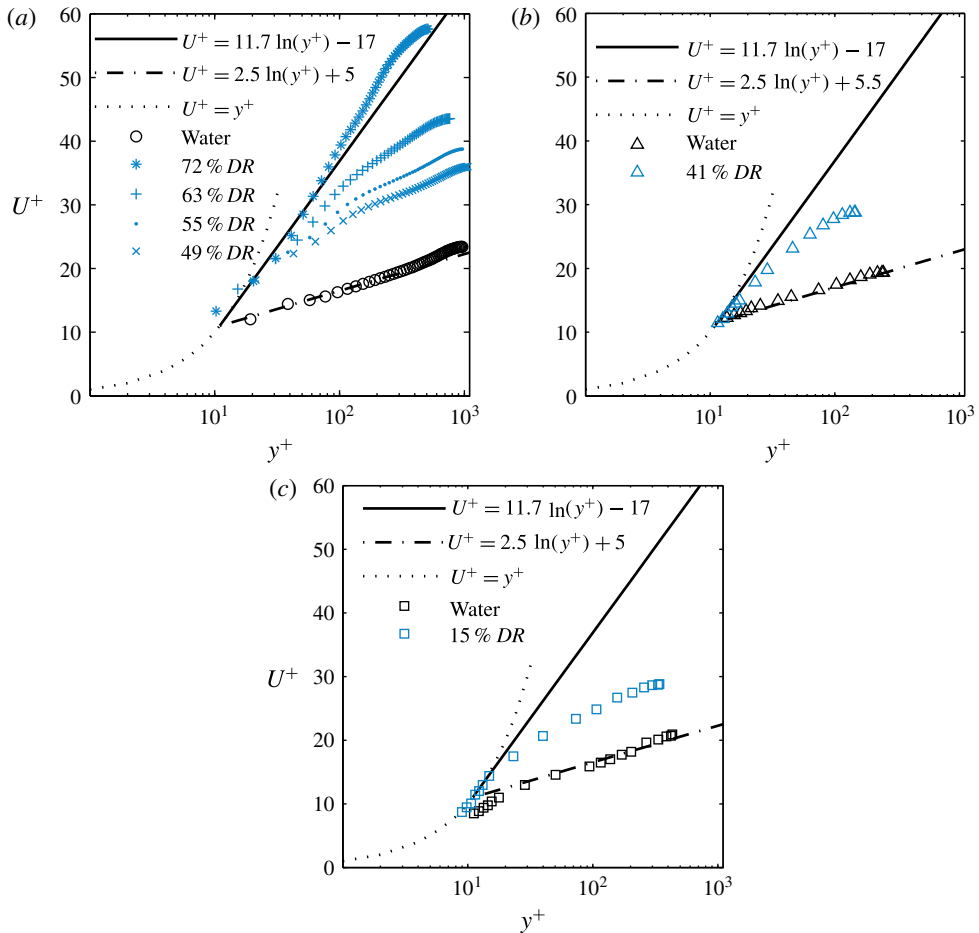 (a)
60
50
40
30
20
10
0
U+
U+ = 11.7 ln(y+) − 17
U+ = 2.5 ln(y+) + 5
U+ = y+
Water
72 % DR
63 % DR
55 % DR
49 % DR
10¹ 10² 10³
y+
(b)
60
50
40
30
20
10
0
U+ = 11.7 ln(y+) − 17
U+ = 2.5 ln(y+) + 5.5
U+ = y+
Water
41 % DR
10¹ 10² 10³
y+
(c)
60
50
40
30
20
10
0
U+
U+ = 11.7 ln(y+) − 17
U+ = 2.5 ln(y+) + 5
U+ = y+
Water
15 % DR
10¹ 10² 10³
y+